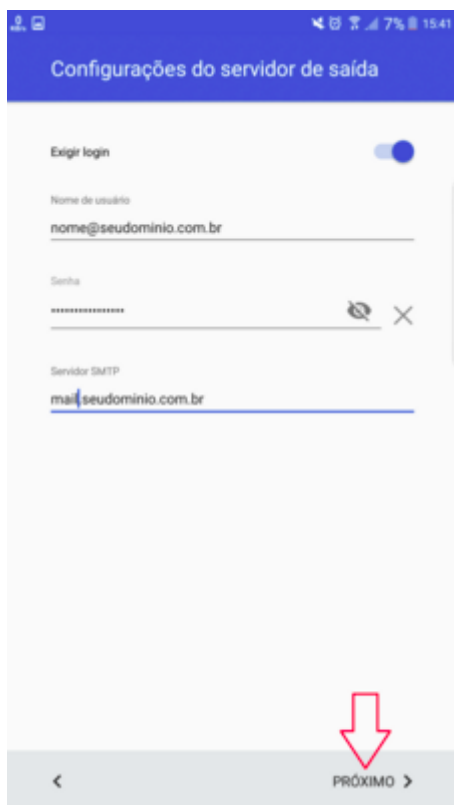 7% 15:41
Configurações do servidor de saída
Exigir login
Nome de usuário
nome@seudominio.com.br
Senha
Servidor SMTP
mail.seudominio.com.br
PRÓXIMO